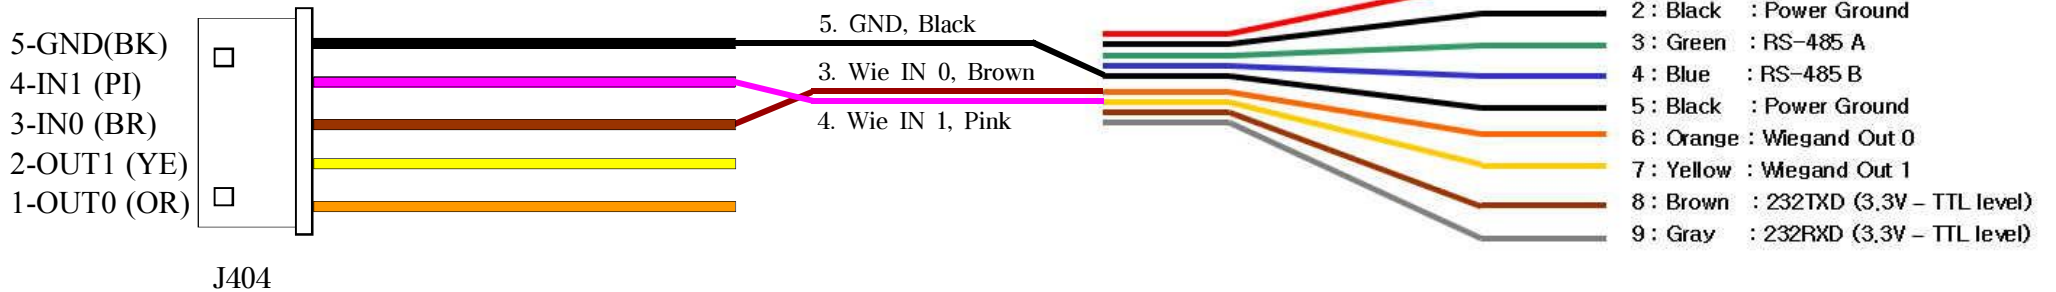 5-GND(BK)
4-IN1 (PI)
3-IN0 (BR)
2-OUT1 (YE)
1-OUT0 (OR)
J404
5. GND, Black
3. Wie IN 0, Brown
4. Wie IN 1, Pink
2 : Black : Power Ground
3 : Green : RS-485 A
4 : Blue : RS-485 B
5 : Black : Power Ground
6 : Orange : Wiegand Out 0
7 : Yellow : Wiegand Out 1
8 : Brown : 232TXD (3.3V - TTL level)
9 : Gray : 232RXD (3.3V - TTL level)